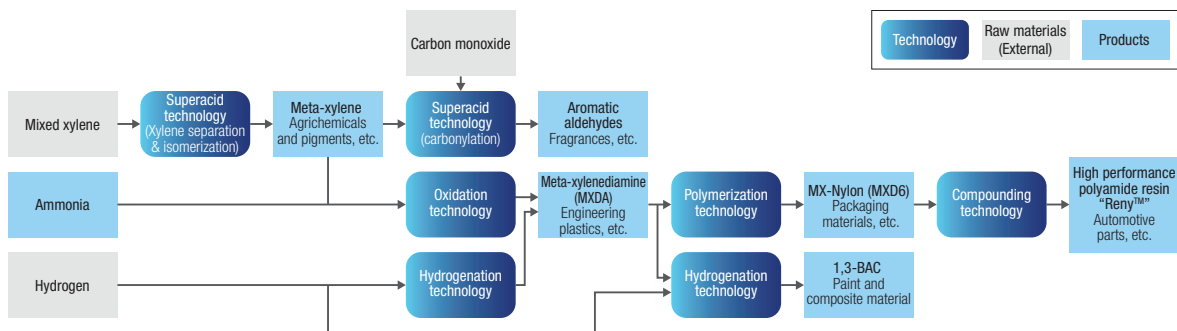 Carbon monoxide
Technology
Raw materials
(External)
Products
Mixed xylene
Superacid
technology
(Xylene separation
& isomerization)
Meta-xylene
Agrichemicals
and pigments, etc.
Superacid
technology
(carbonylation)
Aromatic
aldehydes
Fragrances, etc.
Ammonia
Oxidation
technology
Meta-xylenediamine
(MXDA)
Engineering
plastics, etc.
Polymerization
technology
MX-Nylon (MXD6)
Packaging
materials, etc.
Compounding
technology
High performance
polyamide resin
“Reny™”
Automotive
parts, etc.
Hydrogen
Hydrogenation
technology
Hydrogenation
technology
1,3-BAC
Paint and
composite material